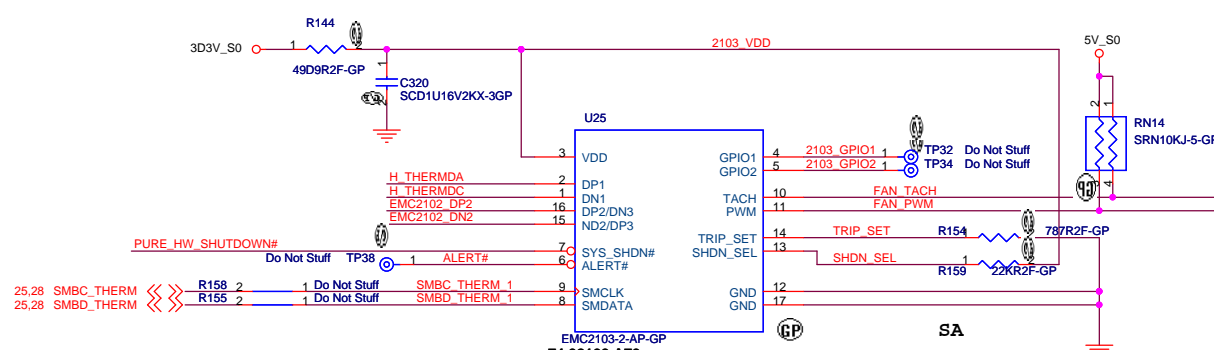 R144
3D3V_S0
1
2
49D9R2F-GP
2103_VDD
5V_S0
1
C320
SCD1U16V2KX-3GP
2
2
1
RN14
SRN10KJ-5-GP
3
4
U25
3
VDD
GPIO1
4
2103_GPIO1
1
TP32
Do Not Stuff
GPIO2
5
2103_GPIO2
1
TP34
Do Not Stuff
H_THERMDA
2
DP1
H_THERMDC
1
DN1
TACH
10
FAN_TACH
EMC2102_DP2
16
DP2/DN3
PWM
11
FAN_PWM
EMC2102_DN2
15
ND2/DP3
GP
TRIP_SET
14
TRIP_SET
R154
1
787R2F-GP
PURE_HW_SHUTDOWN#
7
SYS_SHDN#
SHDN_SEL
13
SHDN_SEL
R159
1
2
22KR2F-GP
Do Not Stuff
TP38
1
ALERT#
6
ALERT#
25,28 SMBC_THERM
R158
2
1
Do Not Stuff
SMBC_THERM_1
9
SMCLK
GND
12
25,28 SMBD_THERM
R155
2
1
Do Not Stuff
SMBD_THERM_1
8
SMDATA
GND
17
EMC2103-2-AP-GP
GP
SA